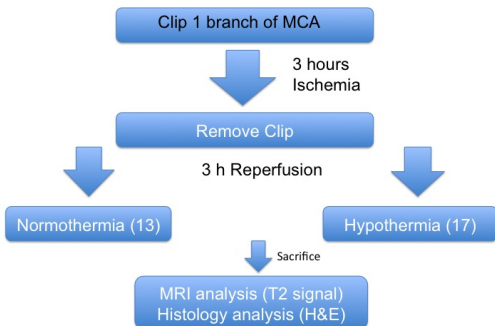 Clip 1 branch of MCA
3 hours
Ischemia
Remove Clip
3 h Reperfusion
Normothermia (13)
Hypothermia (17)
Sacrifice
MRI analysis (T2 signal)
Histology analysis (H&E)